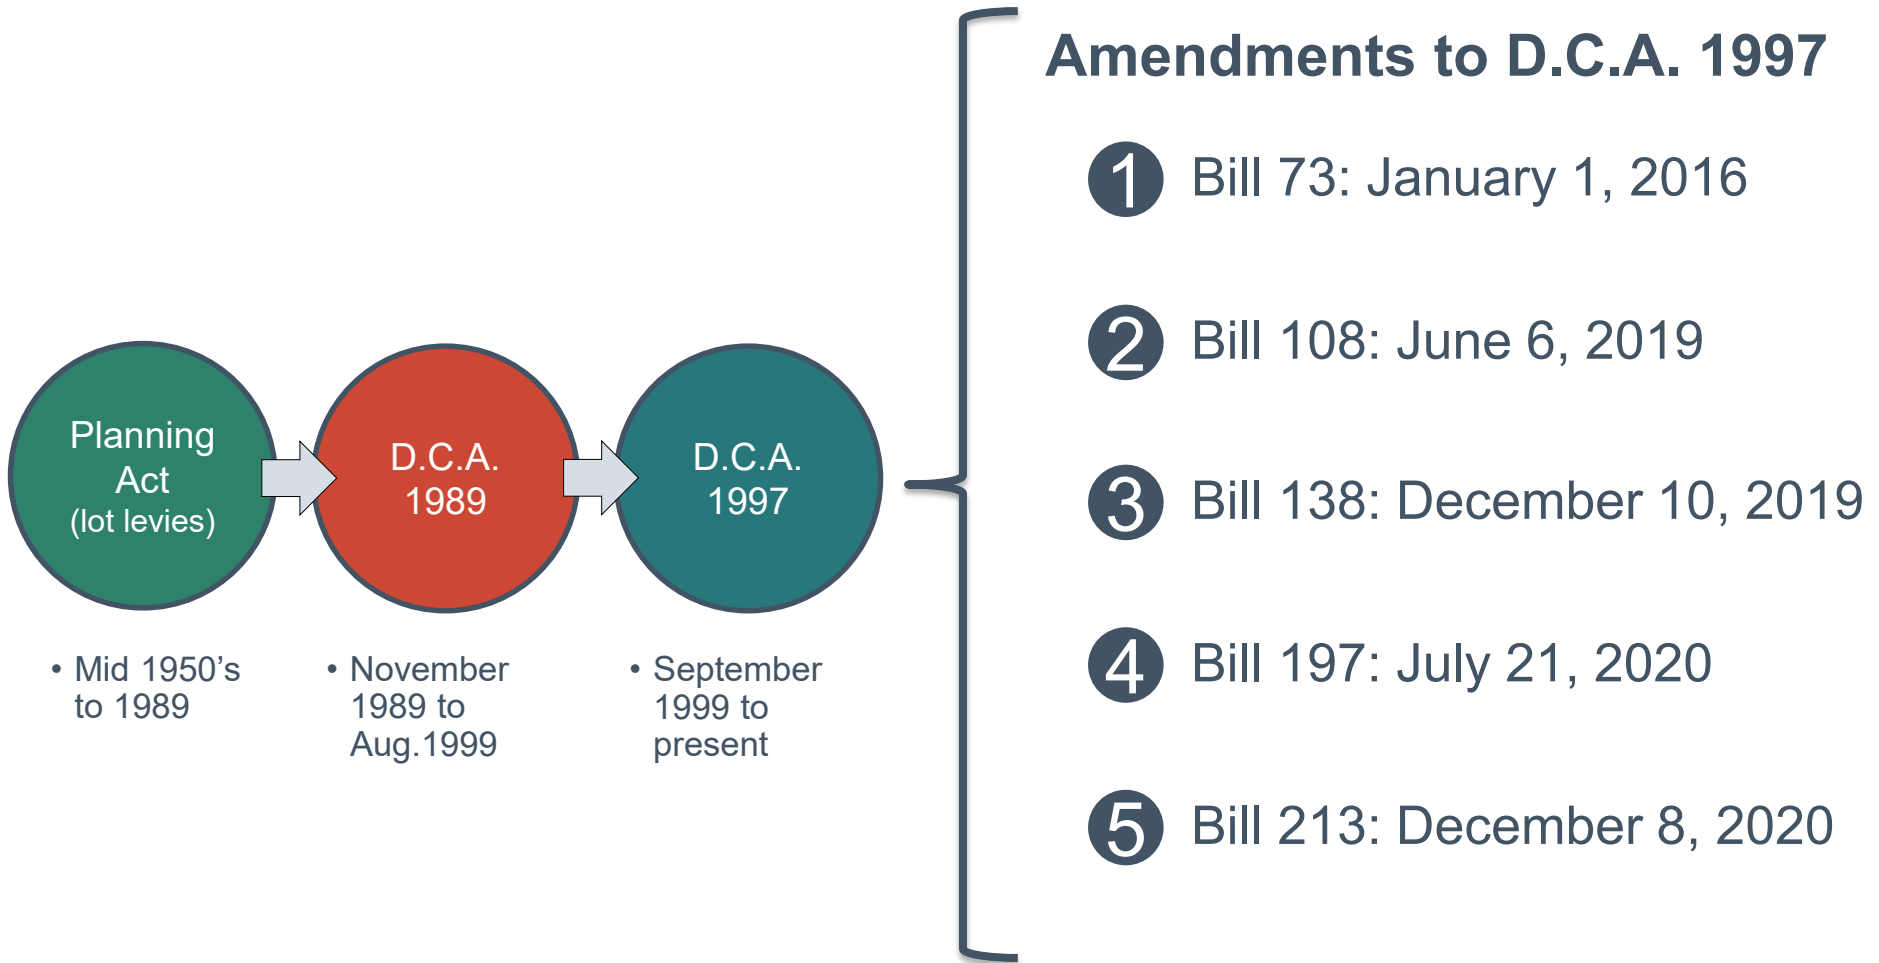 Planning
Act
(lot levies)
• Mid 1950's
to 1989
D.C.A.
1989
• November
1989 to
Aug.1999
D.C.A.
1997
• September
1999 to
present
Amendments to D.C.A. 1997
1 Bill 73: January 1, 2016
2 Bill 108: June 6, 2019
3 Bill 138: December 10, 2019
4 Bill 197: July 21, 2020
5 Bill 213: December 8, 2020